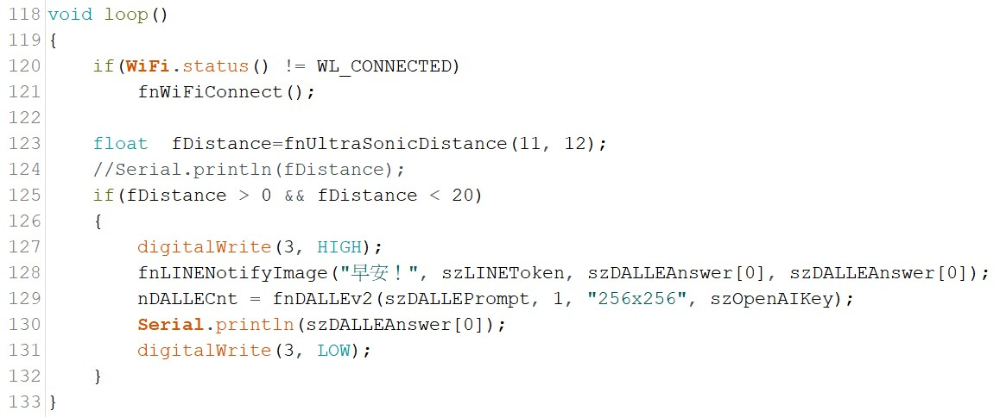 118 void loop()
119 {
120     if(WiFi.status() != WL_CONNECTED)
121         fnWiFiConnect();
122
123     float  fDistance=fnUltraSonicDistance(11, 12);
124     //Serial.println(fDistance);
125     if(fDistance > 0 && fDistance < 20)
126     {
127         digitalWrite(3, HIGH);
128         fnLINENotifyImage("早安！", szLINEToken, szDALLEAnswer[0], szDALLEAnswer[0]);
129         nDALLECnt = fnDALLEv2(szDALLEPrompt, 1, "256x256", szOpenAIKey);
130         Serial.println(szDALLEAnswer[0]);
131         digitalWrite(3, LOW);
132     }
133 }